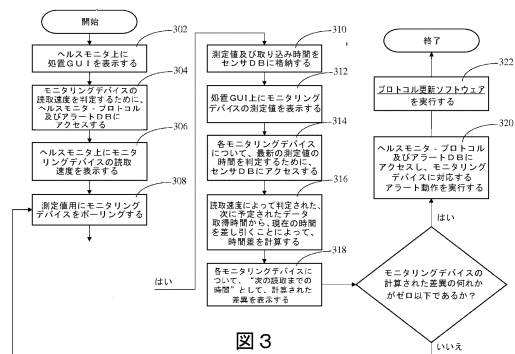 開始
302
ヘルスモニタ上に
処置GUIを表示する
304
モニタリングデバイスの
読取速度を判定するために、
ヘルスモニタ-プロトコル
及びアラートDBに
アクセスする
306
ヘルスモニタ上にモニ
タリングデバイスの読取
速度を表示する
308
測定値用にモニタリング
デバイスをポーリングする
はい
310
測定値及び取り込み時間を
センサDBに格納する
312
処置GUI上にモニタリング
デバイスの測定値を表示する
314
各モニタリングデバイス
について、最新の測定値の
時間を判定するために、
センサDBにアクセスする
316
読取速度によって判定された、
次に予定されたデータ
取得時間から、現在の時間
を差し引くことによって、
時間差を計算する
318
各モニタリングデバイスに
ついて、"次の読取までの
時間"として、計算された
差異を表示する
モニタリングデバイスの
計算された差異の何れか
がゼロ以下であるか?
はい
いいえ
320
ヘルスモニタ-プロトコル
及びアラートDBに
アクセスし、モニタリング
デバイスに対応する
アラート動作を実行する
322
プロトコル更新ソフトウェア
を実行する
終了
図3